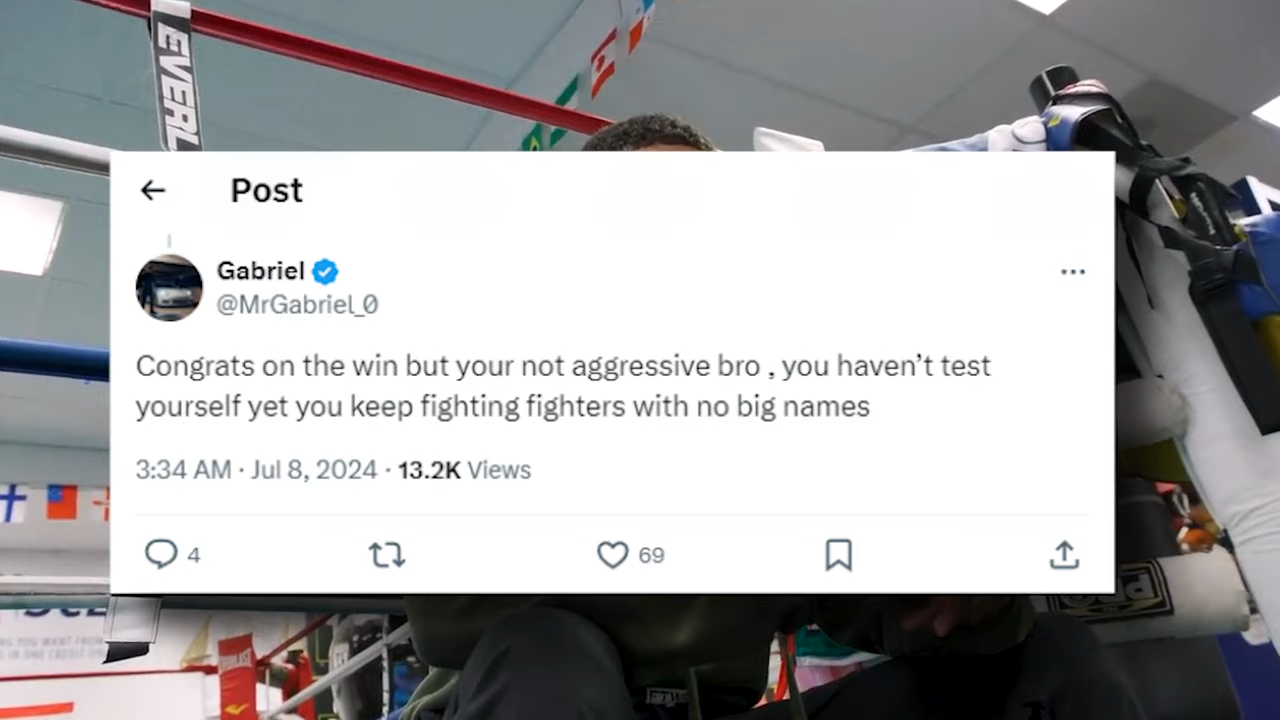 EVERL
Post
Gabriel
@MrGabriel_0
Congrats on the win but your not aggressive bro , you haven’t test
yourself yet you keep fighting fighters with no big names
3:34 AM · Jul 8, 2024 · 13.2K Views
4
69
EVERLAST